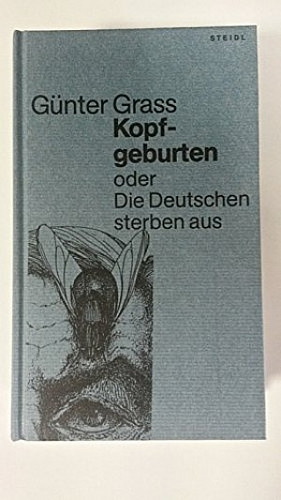 STEIDL
Günter Grass
Kopf-
geburten
oder
Die Deutschen
sterben aus